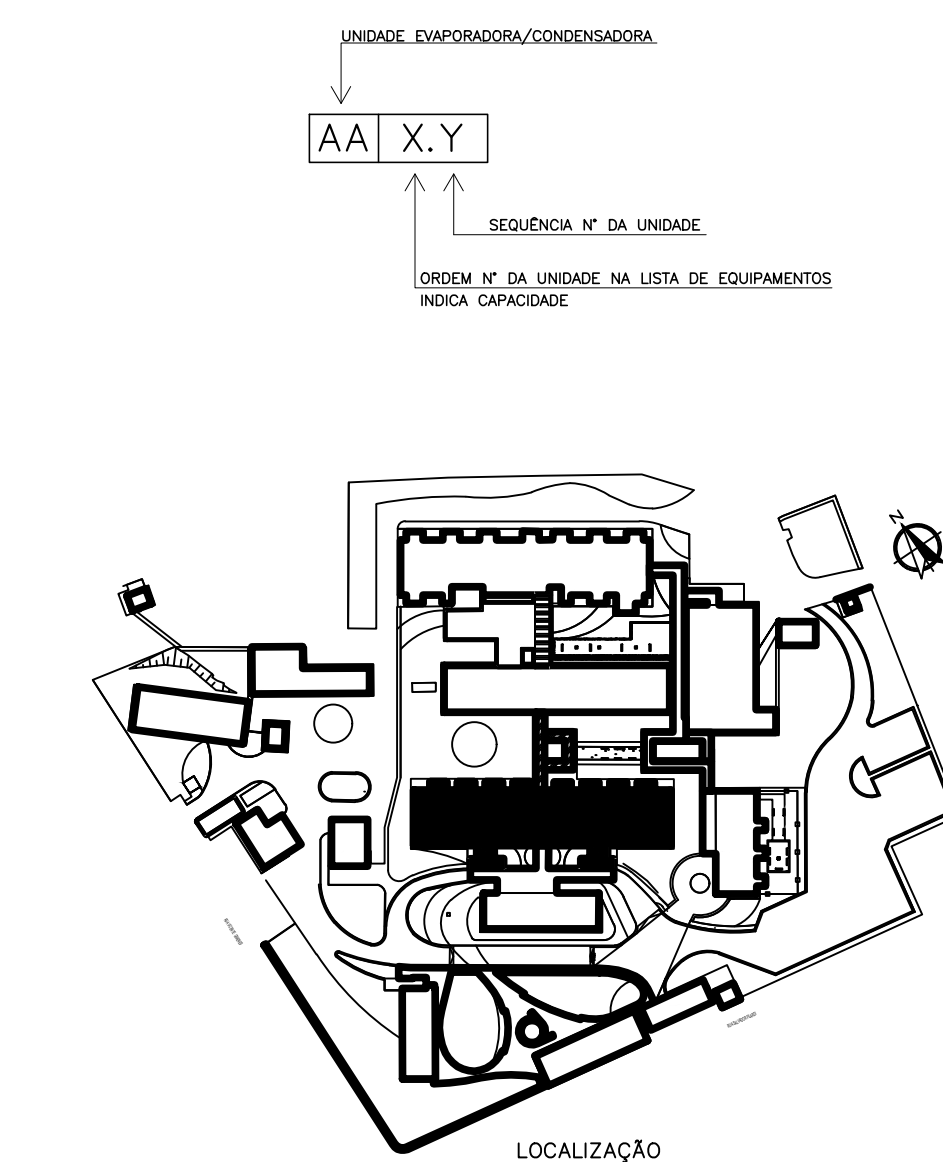 UNIDADE EVAPORADORA/CONDENSADORA
AA X.Y
SEQUÊNCIA N° DA UNIDADE
ORDEM N° DA UNIDADE NA LISTA DE EQUIPAMENTOS
INDICA CAPACIDADE
N
LOCALIZAÇÃO